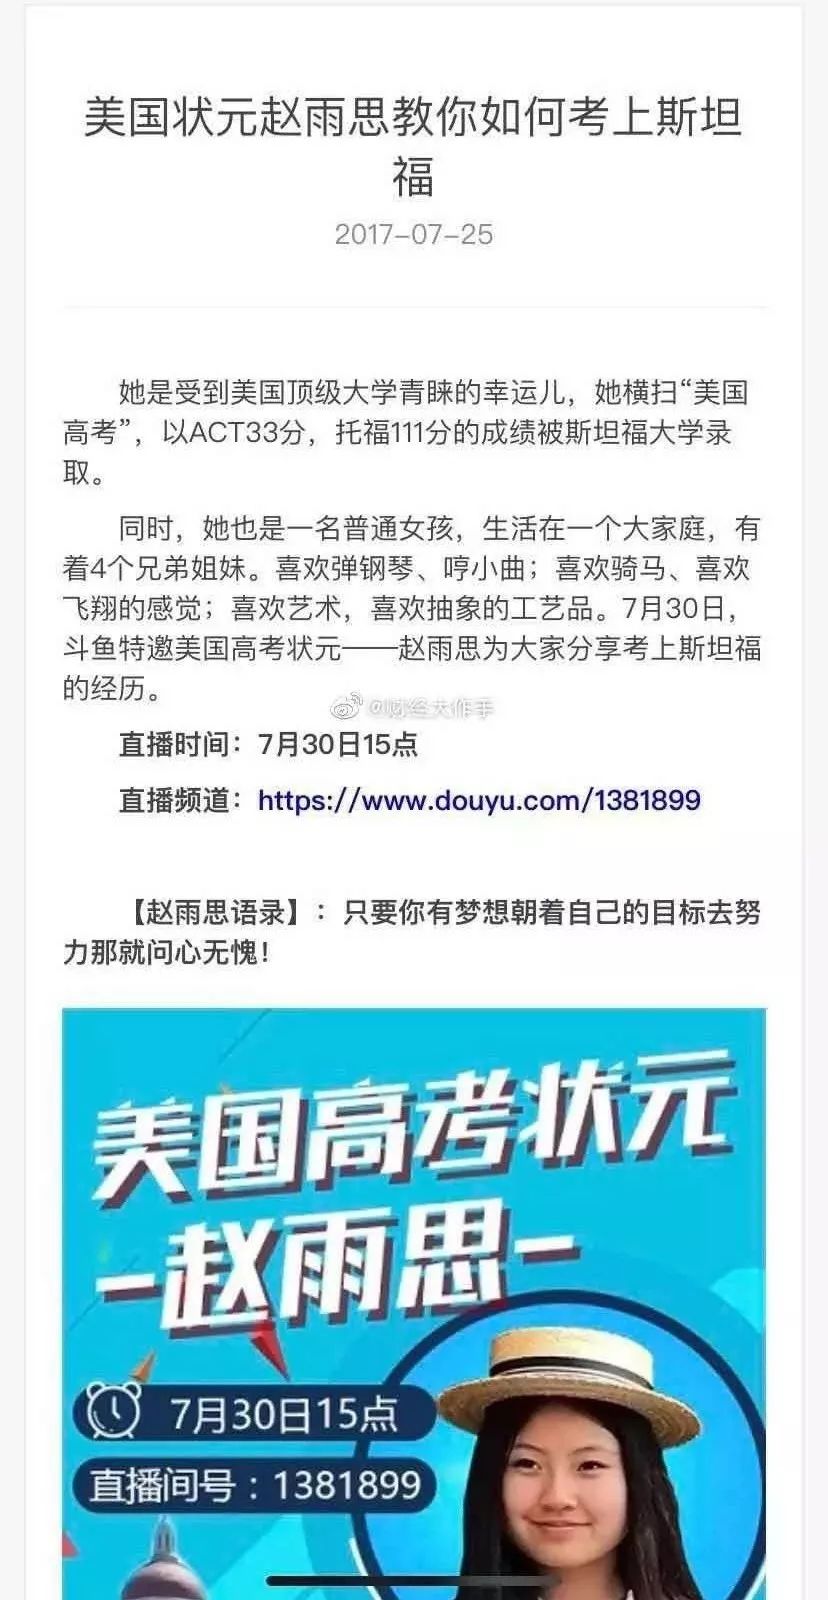 美国状元赵雨思教你如何考上斯坦
福
2017-07-25
她是受到美国顶级大学青睐的幸运儿，她横扫“美国
高考”，以ACT33分，托福111分的成绩被斯坦福大学录
取。
同时，她也是一名普通女孩，生活在一个大家庭，有
着4个兄弟姐妹。喜欢弹钢琴、哼小曲；喜欢骑马、喜欢
飞翔的感觉；喜欢艺术，喜欢抽象的工艺品。7月30日，
斗鱼特邀美国高考状元——赵雨思为大家分享考上斯坦福
的经历。
@财经大作手
直播时间：7月30日15点
直播频道：https://www.douyu.com/1381899
【赵雨思语录】：只要你有梦想朝着自己的目标去努
力那就问心无愧！
美国高考状元
-赵雨思-
7月30日15点
直播间号：1381899